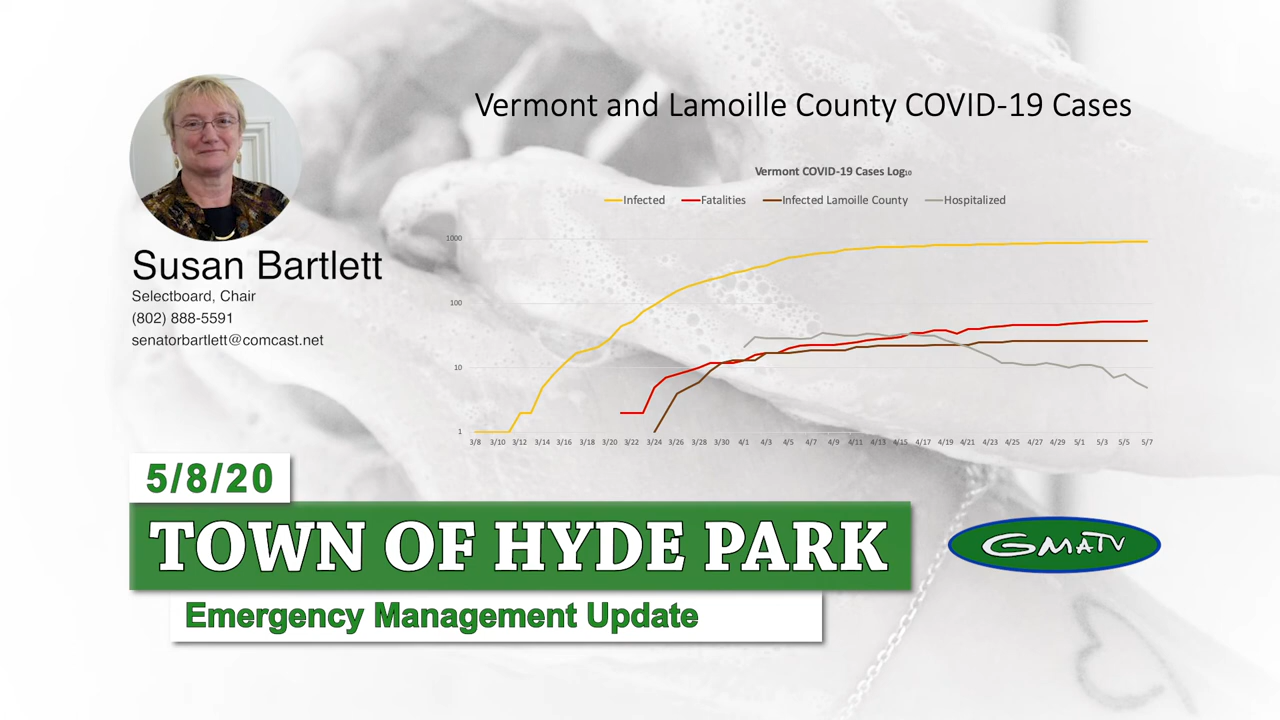 Vermont and Lamoille County COVID-19 Cases
Vermont COVID-19 Cases Log₁₀
Infected Fatalities Infected Lamoille County Hospitalized
1000
100
10
1
3/8 3/10 3/12 3/14 3/16 3/18 3/20 3/22 3/24 3/26 3/28 3/30 4/1 4/3 4/5 4/7 4/9 4/11 4/13 4/15 4/17 4/19 4/21 4/23 4/25 4/27 4/29 5/1 5/3 5/5 5/7
Susan Bartlett
Selectboard, Chair
(802) 888-5591
senatorbartlett@comcast.net
5/8/20
TOWN OF HYDE PARK
GMATV
Emergency Management Update